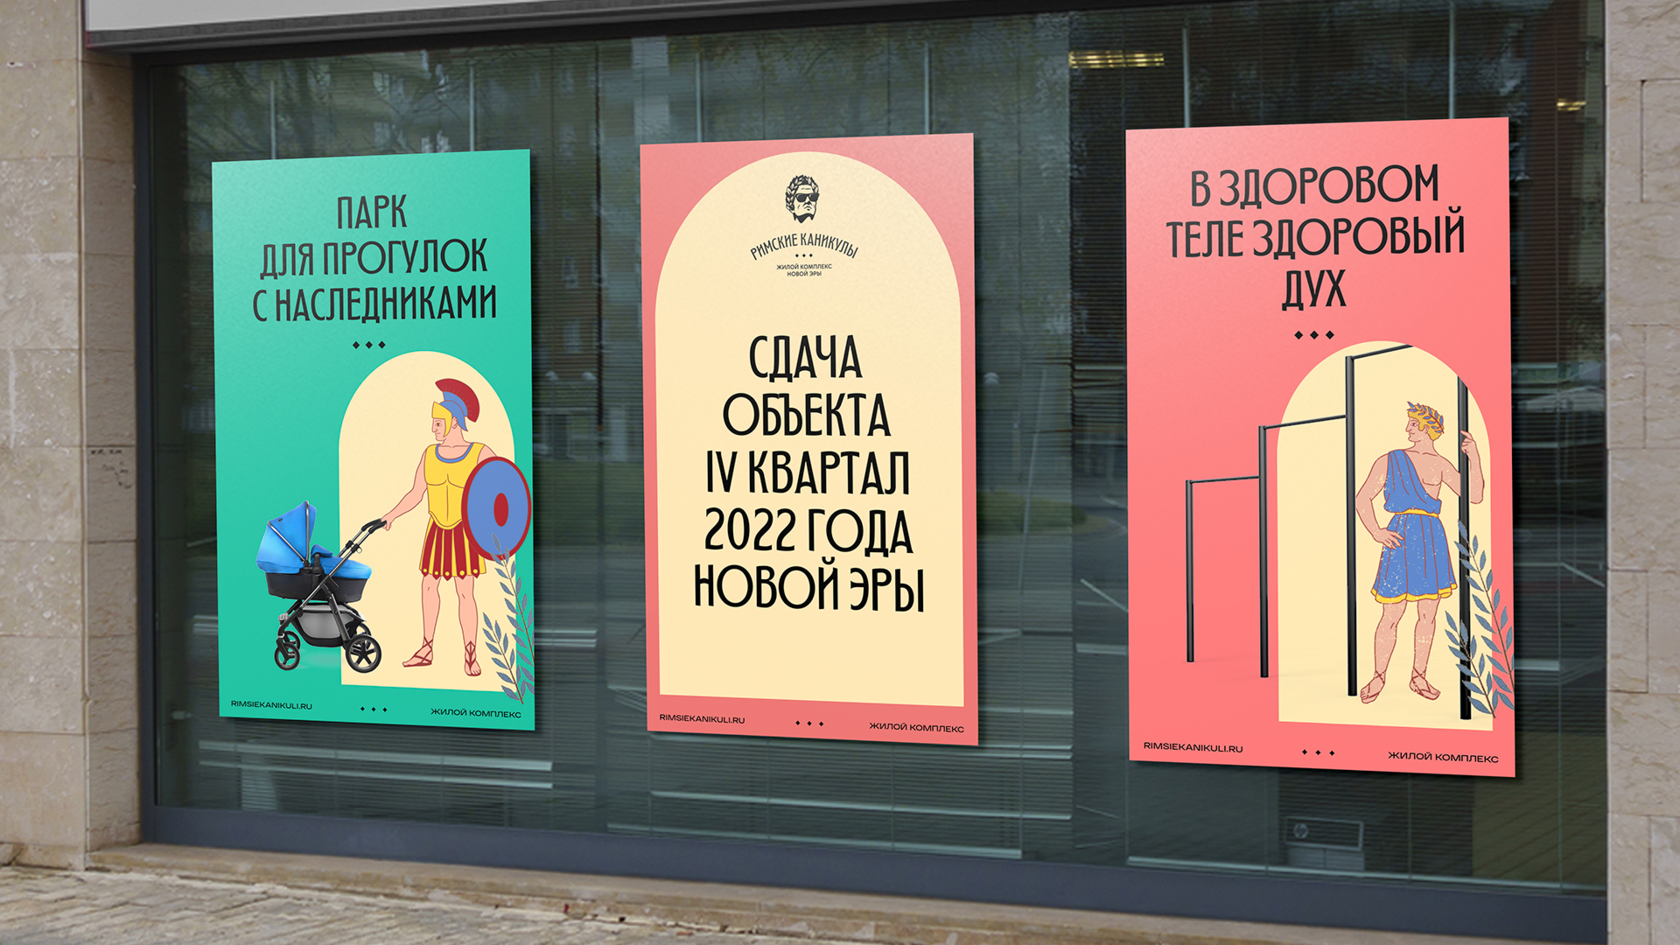 ПАРК
ДЛЯ ПРОГУЛОК
С НАСЛЕДНИКАМИ
RIMSIEKANIKULI.RU
ЖИЛОЙ КОМПЛЕКС
РИМСКИЕ КАНИКУЛЫ
ЖИЛОЙ КОМПЛЕКС
НОВОЙ ЭРЫ
СДАЧА
ОБЪЕКТА
IV КВАРТАЛ
2022 ГОДА
НОВОЙ ЭРЫ
RIMSIEKANIKULI.RU
ЖИЛОЙ КОМПЛЕКС
В ЗДОРОВОМ
ТЕЛЕ ЗДОРОВЫЙ
ДУХ
RIMSIEKANIKULI.RU
ЖИЛОЙ КОМПЛЕКС
hp